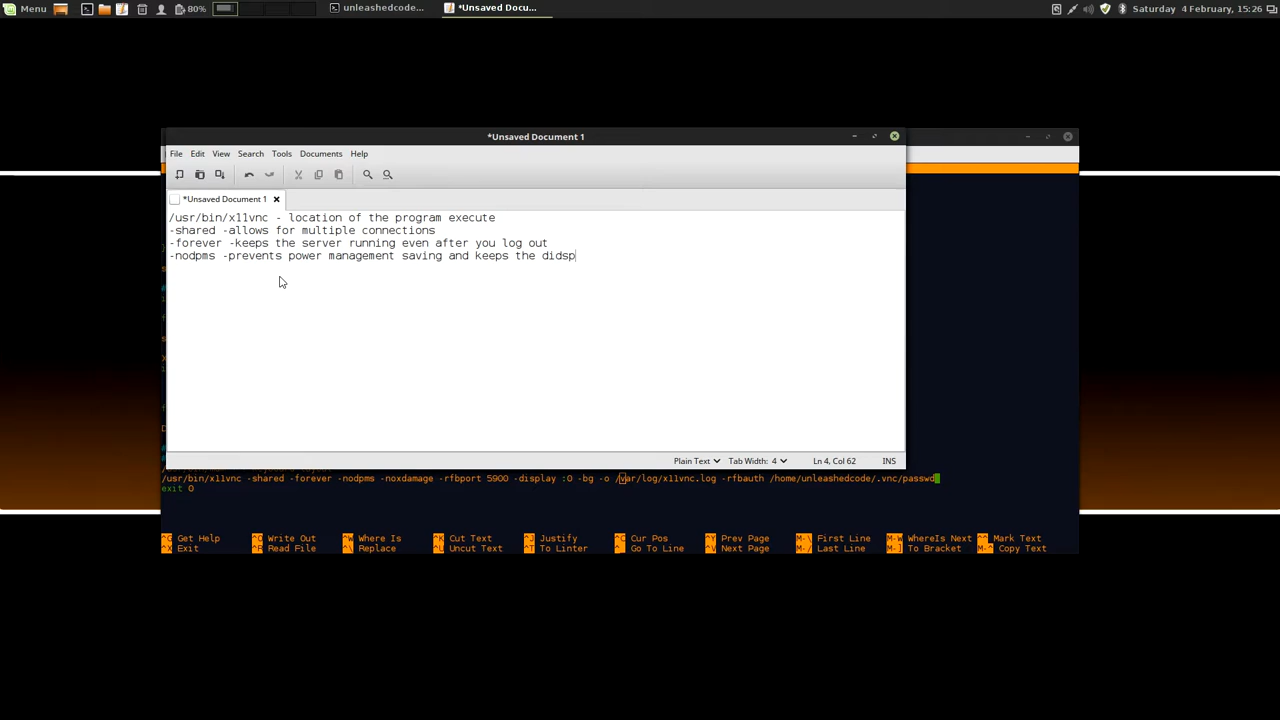 Menu 80% unleashedcode... *Unsaved Docu... Saturday 4 February, 15:26
*Unsaved Document 1
File Edit View Search Tools Documents Help
*Unsaved Document 1
/usr/bin/x11vnc - location of the program execute
-shared -allows for multiple connections
-forever -keeps the server running even after you log out
-nodpms -prevents power management saving and keeps the didsp
Plain Text Tab Width: 4 Ln 4, Col 62 INS
/usr/bin/x11vnc -shared -forever -nodpms -noxdamage -rfbport 5900 -display :0 -bg -o /var/log/x11vnc.log -rfbauth /home/unleashedcode/.vnc/passwd
exit 0
^G Get Help ^O Write Out ^W Where Is ^K Cut Text ^J Justify ^C Cur Pos ^Y Prev Page M-\ First Line M-W WhereIs Next M-^ Mark Text
^X Exit ^R Read File ^\ Replace ^U Uncut Text ^T To Linter ^_ Go To Line ^V Next Page M-/ Last Line M-] To Bracket M-^ Copy Text